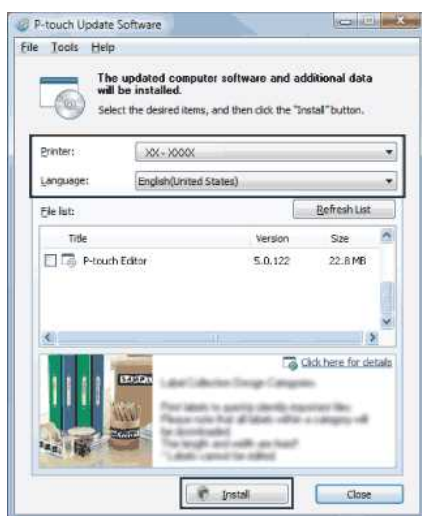 P-touch Update Software
File Tools Help
The updated computer software and additional data
will be installed.
Select the desired items, and then click the "Install" button.
Printer: XX-XXXX
Language: English(United States)
File list: Refresh List
Title Version Size
P-touch Editor 5.0.122 22.8 MB
Click here for details
Label Collection Design Categories
Install Close